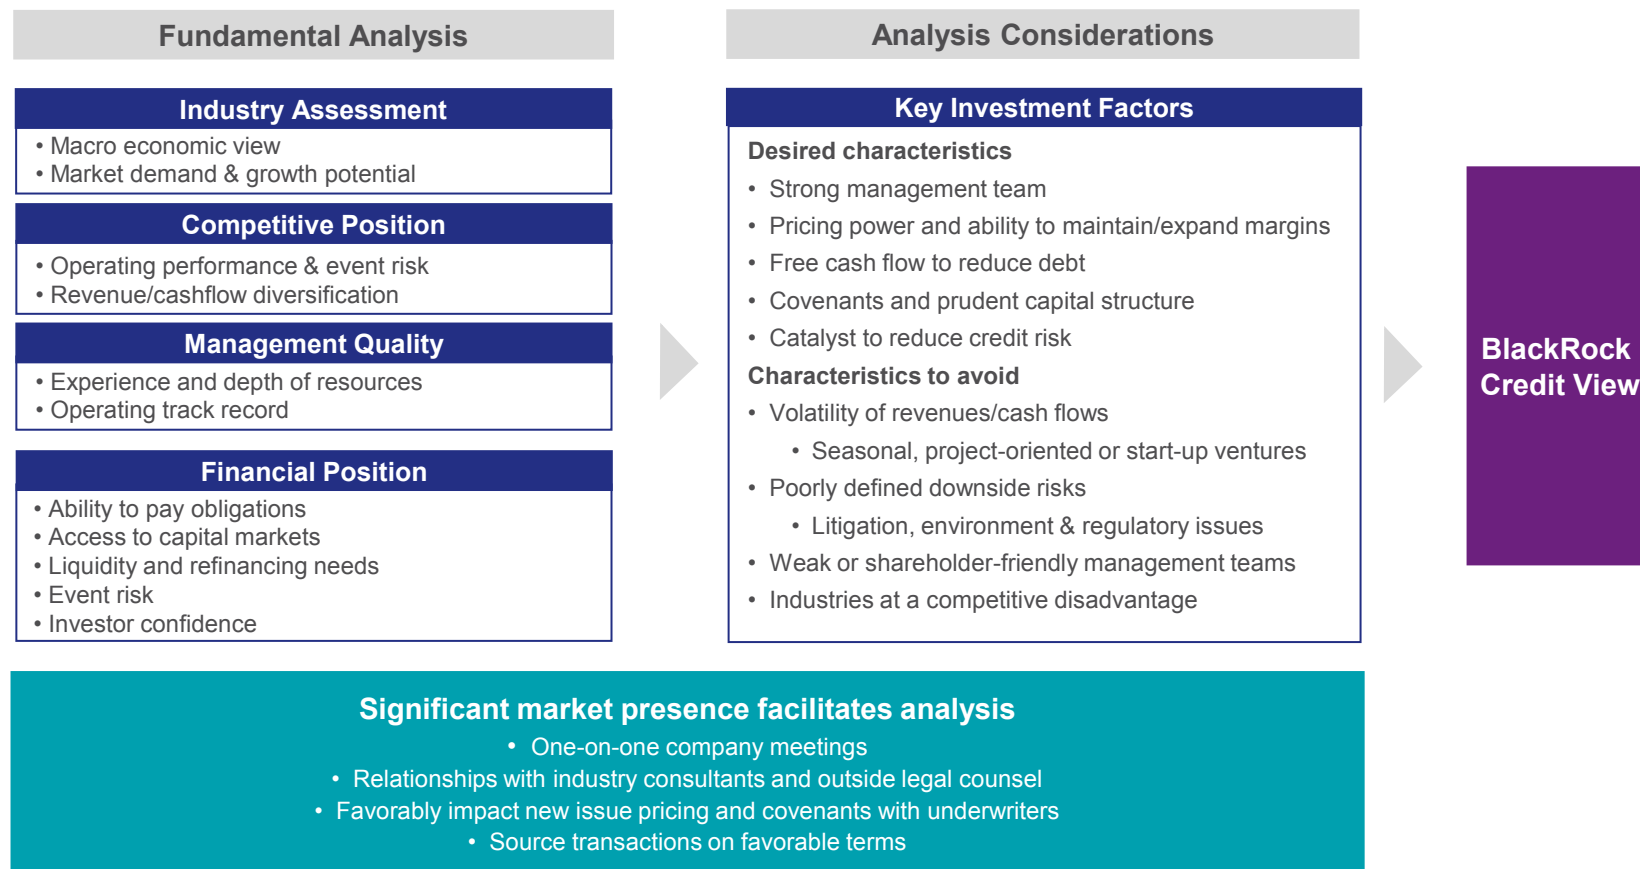 Fundamental Analysis
Industry Assessment
• Macro economic view
• Market demand & growth potential
Competitive Position
• Operating performance & event risk
• Revenue/cashflow diversification
Management Quality
• Experience and depth of resources
• Operating track record
Financial Position
• Ability to pay obligations
• Access to capital markets
• Liquidity and refinancing needs
• Event risk
• Investor confidence
Analysis Considerations
Key Investment Factors
Desired characteristics
• Strong management team
• Pricing power and ability to maintain/expand margins
• Free cash flow to reduce debt
• Covenants and prudent capital structure
• Catalyst to reduce credit risk
Characteristics to avoid
• Volatility of revenues/cash flows
• Seasonal, project-oriented or start-up ventures
• Poorly defined downside risks
• Litigation, environment & regulatory issues
• Weak or shareholder-friendly management teams
• Industries at a competitive disadvantage
BlackRock
Credit View
Significant market presence facilitates analysis
• One-on-one company meetings
• Relationships with industry consultants and outside legal counsel
• Favorably impact new issue pricing and covenants with underwriters
• Source transactions on favorable terms